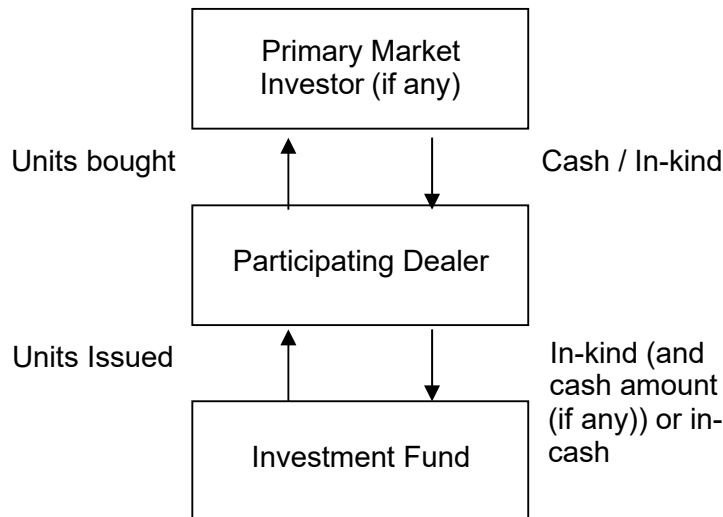 Primary Market
Investor (if any)
Units bought
Cash / In-kind
Participating Dealer
Units Issued
In-kind (and
cash amount
(if any)) or in-
cash
Investment Fund